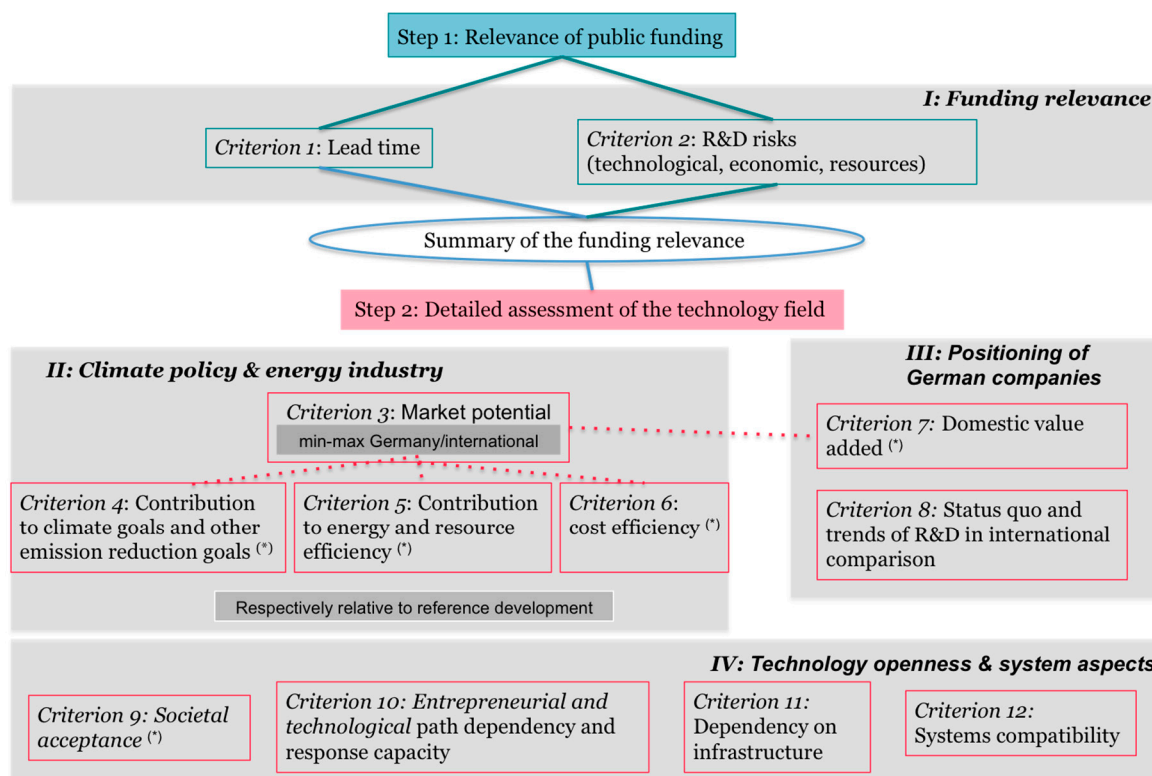 Step 1: Relevance of public funding
I: Funding relevance
Criterion 1: Lead time
Criterion 2: R&D risks
(technological, economic, resources)
Summary of the funding relevance
Step 2: Detailed assessment of the technology field
II: Climate policy & energy industry
Criterion 3: Market potential
min-max Germany/international
Criterion 4: Contribution
to climate goals and other
emission reduction goals (*)
Criterion 5: Contribution
to energy and resource
efficiency (*)
Criterion 6:
cost efficiency (*)
Respectively relative to reference development
III: Positioning of
German companies
Criterion 7: Domestic value
added (*)
Criterion 8: Status quo and
trends of R&D in international
comparison
IV: Technology openness & system aspects
Criterion 9: Societal
acceptance (*)
Criterion 10: Entrepreneurial and
technological path dependency and
response capacity
Criterion 11:
Dependency on
infrastructure
Criterion 12:
Systems compatibility